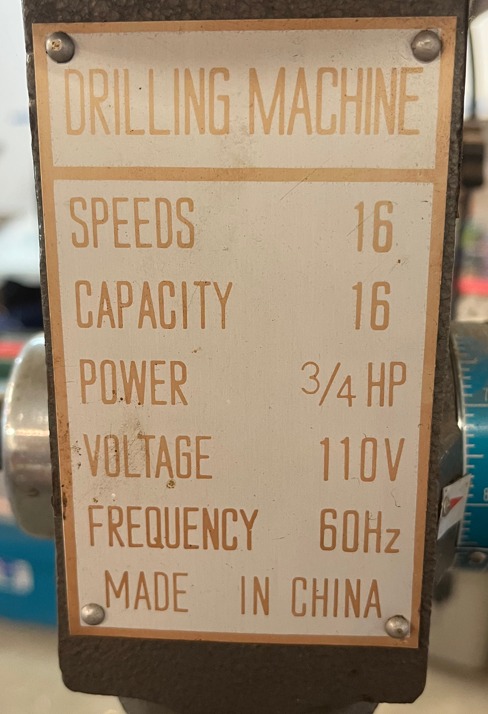 DRILLING MACHINE
SPEEDS 16
CAPACITY 16
POWER 3/4 HP
VOLTAGE 110V
FREQUENCY 60Hz
MADE IN CHINA